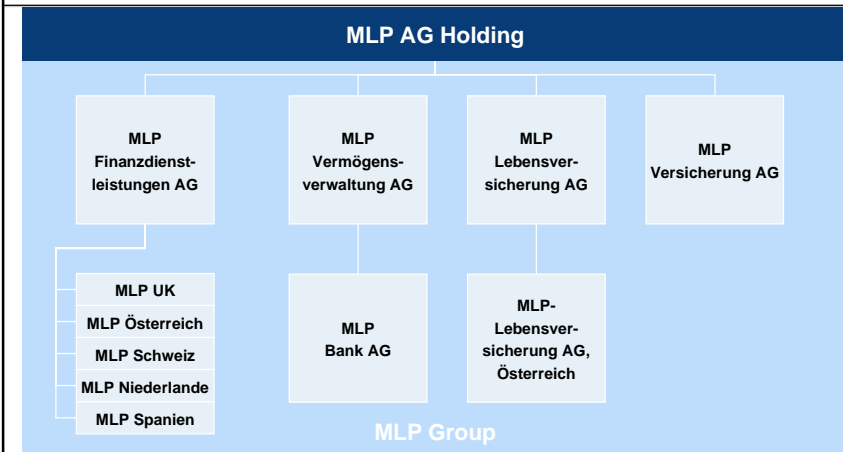 MLP AG Holding
MLP
Finanzdienst-
leistungen AG
MLP
Vermögens-
verwaltung AG
MLP
Lebensver-
sicherung AG
MLP
Versicherung AG
MLP UK
MLP Österreich
MLP Schweiz
MLP Niederlande
MLP Spanien
MLP
Bank AG
MLP-
Lebensver-
sicherung AG,
Österreich
MLP Group